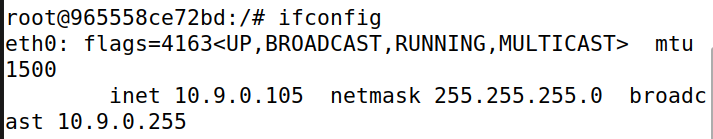 root@965558ce72bd:/# ifconfig
eth0: flags=4163<UP,BROADCAST,RUNNING,MULTICAST>  mtu
1500
        inet 10.9.0.105  netmask 255.255.255.0  broadc
ast 10.9.0.255